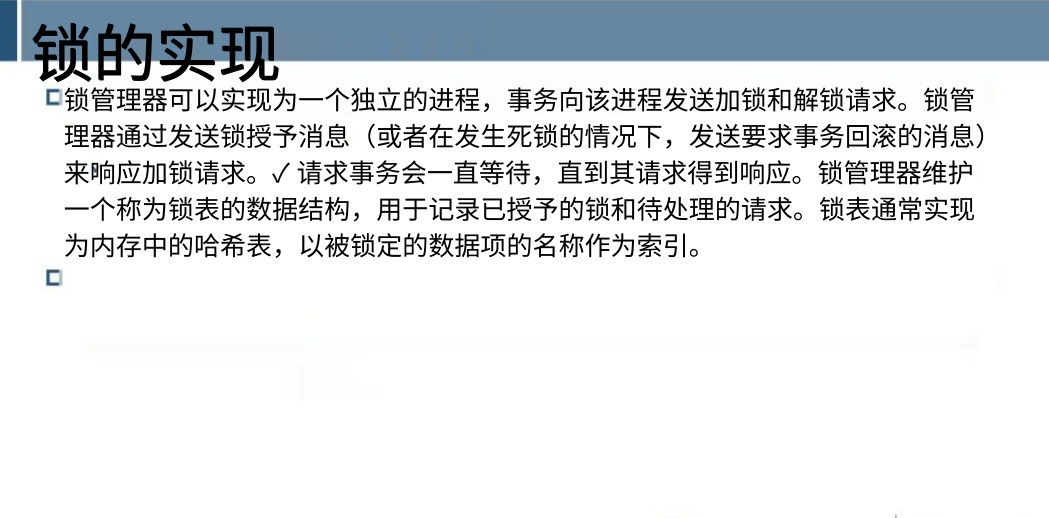 锁的实现
锁管理器可以实现为一个独立的进程，事务向该进程发送加锁和解锁请求。锁管
理器通过发送锁授予消息（或者在发生死锁的情况下，发送要求事务回滚的消息）
来响应加锁请求。✓ 请求事务会一直等待，直到其请求得到响应。锁管理器维护
一个称为锁表的数据结构，用于记录已授予的锁和待处理的请求。锁表通常实现
为内存中的哈希表，以被锁定的数据项的名称作为索引。